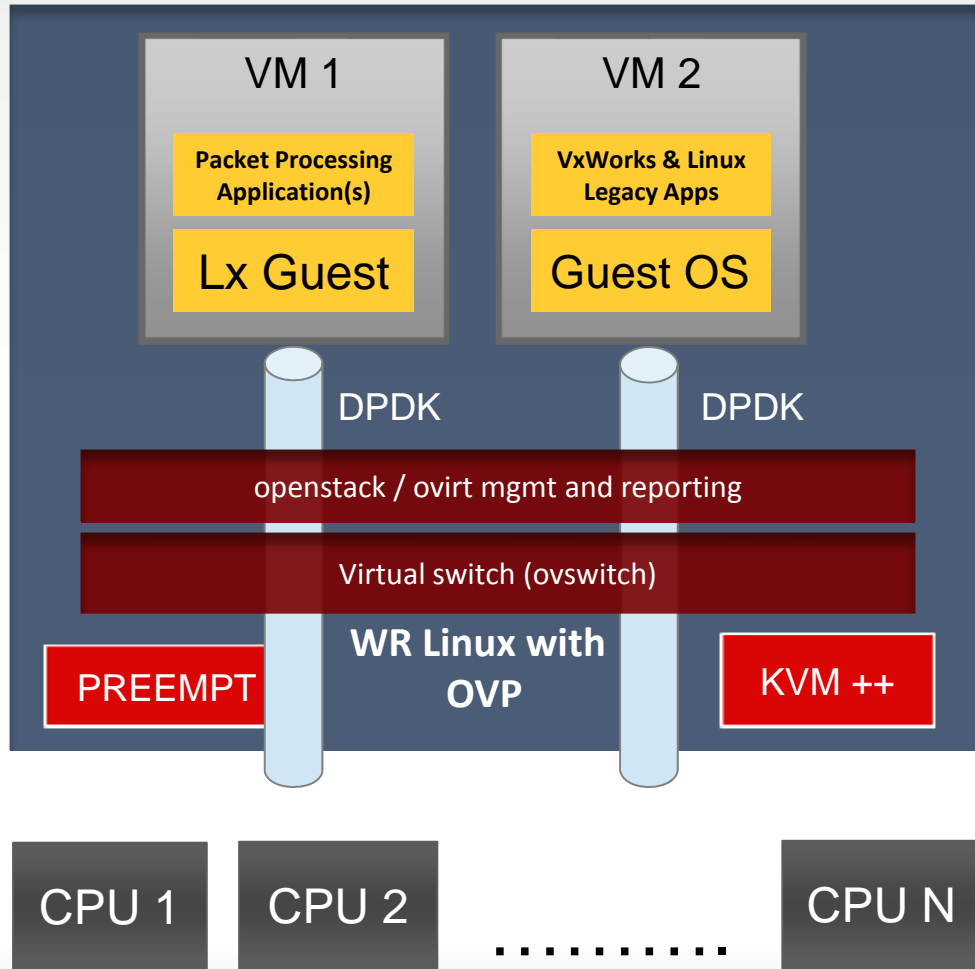 VM 1
Packet Processing
Application(s)
Lx Guest
VM 2
VxWorks & Linux
Legacy Apps
Guest OS
DPDK
DPDK
openstack / ovirt mgmt and reporting
Virtual switch (ovswitch)
PREEMPT
WR Linux with
OVP
KVM ++
CPU 1
CPU 2
..........
CPU N